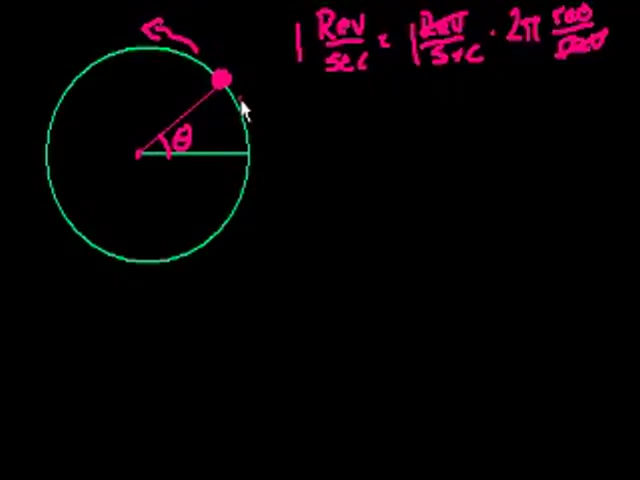 1 Rev/sec = 1 Rev/sec · 2π rad/rev
θ